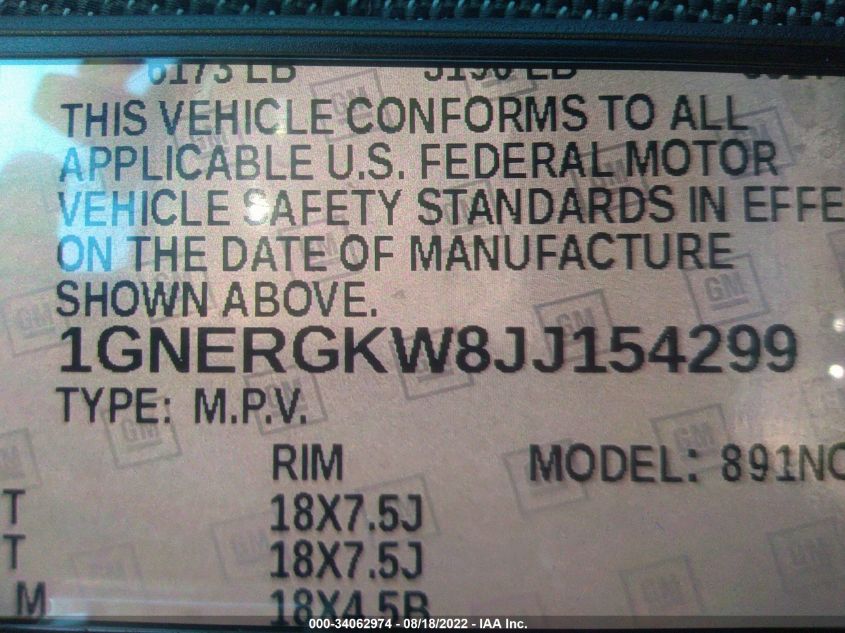 6173 LB
THIS VEHICLE CONFORMS TO ALL
APPLICABLE U.S. FEDERAL MOTOR
VEHICLE SAFETY STANDARDS IN EFFE
ON THE DATE OF MANUFACTURE
SHOWN ABOVE.
1GNERGKW8JJ154299
TYPE: M.P.V.
RIM MODEL: 891NC
T 18X7.5J
T 18X7.5J
M 18X4.5B
000-34062974 - 08/18/2022 - IAA Inc.